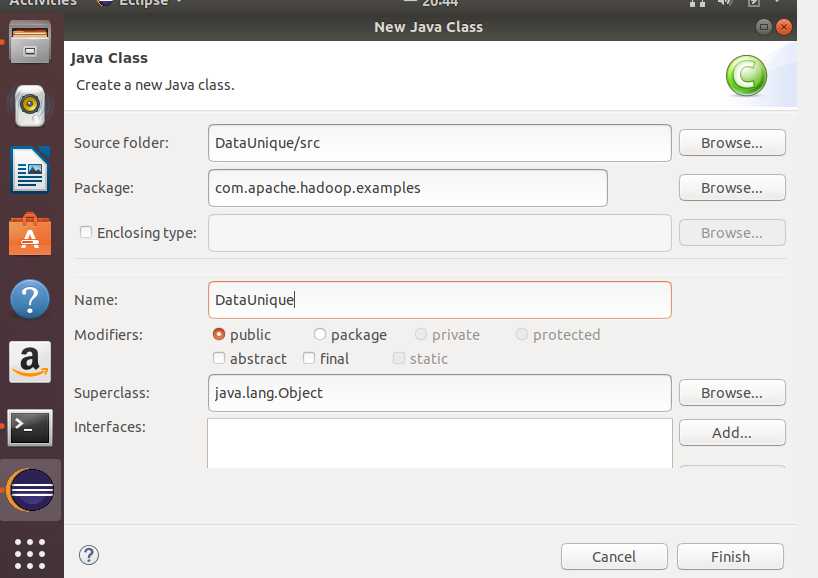 Activities Eclipse 20:44
New Java Class
Java Class
Create a new Java class.
Source folder: DataUnique/src Browse...
Package: com.apache.hadoop.examples Browse...
Enclosing type: Browse...
Name: DataUnique
Modifiers: public package private protected
abstract final static
Superclass: java.lang.Object Browse...
Interfaces: Add...
Cancel Finish